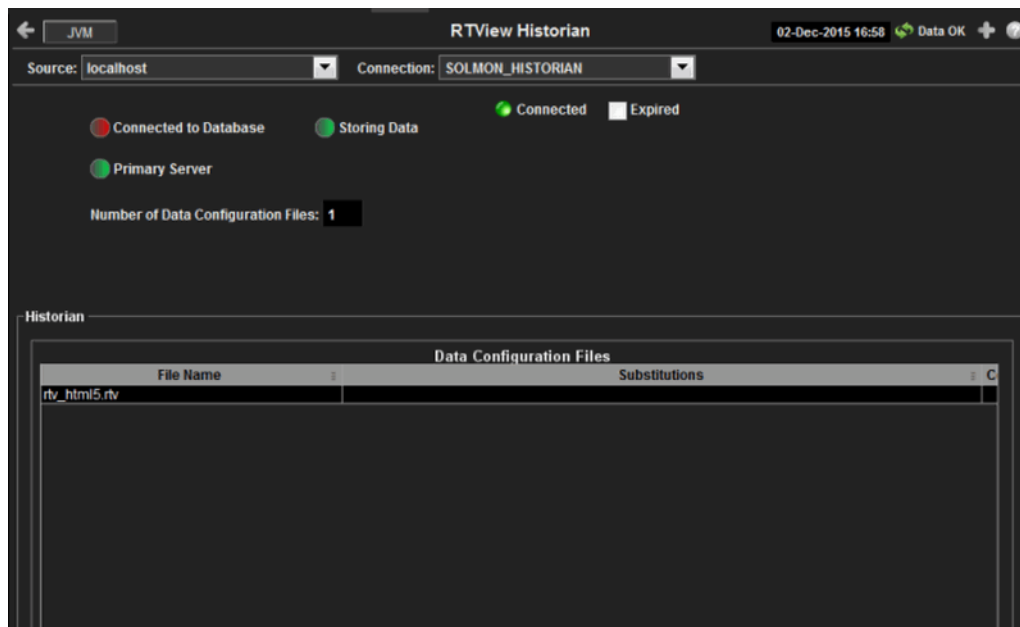 JVM RTView Historian 02-Dec-2015 16:58 Data OK
Source: localhost Connection: SOLMON_HISTORIAN
Connected Expired
Connected to Database Storing Data
Primary Server
Number of Data Configuration Files: 1
Historian
Data Configuration Files
File Name Substitutions
rtv_html5.rtv